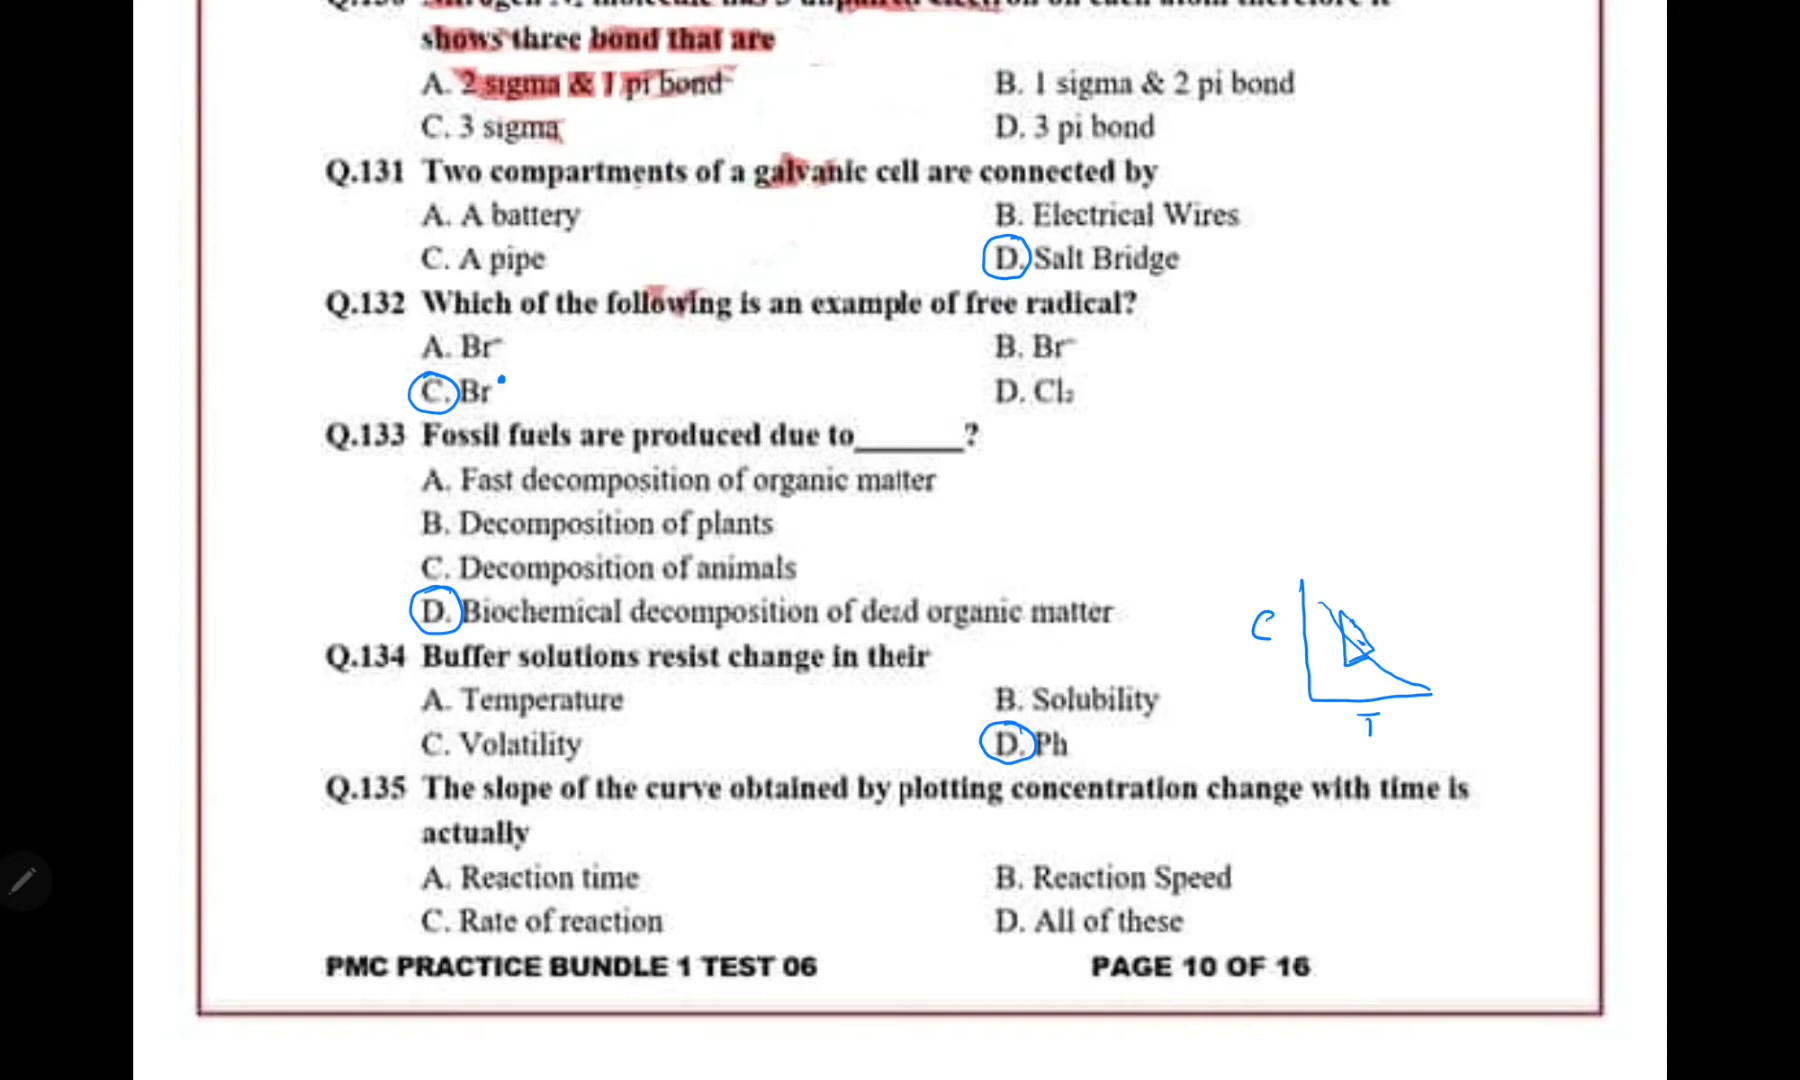 shows three bond that are
A. 2 sigma & 1 pi bond
B. 1 sigma & 2 pi bond
C. 3 sigma
D. 3 pi bond
Q.131 Two compartments of a galvanic cell are connected by
A. A battery
B. Electrical Wires
C. A pipe
D. Salt Bridge
Q.132 Which of the following is an example of free radical?
A. Br⁻
B. Br⁻
C. Br•
D. Cl₂
Q.133 Fossil fuels are produced due to______?
A. Fast decomposition of organic matter
B. Decomposition of plants
C. Decomposition of animals
D. Biochemical decomposition of dead organic matter
C
Q.134 Buffer solutions resist change in their
A. Temperature
B. Solubility
T
C. Volatility
D. Ph
Q.135 The slope of the curve obtained by plotting concentration change with time is
actually
A. Reaction time
B. Reaction Speed
C. Rate of reaction
D. All of these
PMC PRACTICE BUNDLE 1 TEST 06
PAGE 10 OF 16